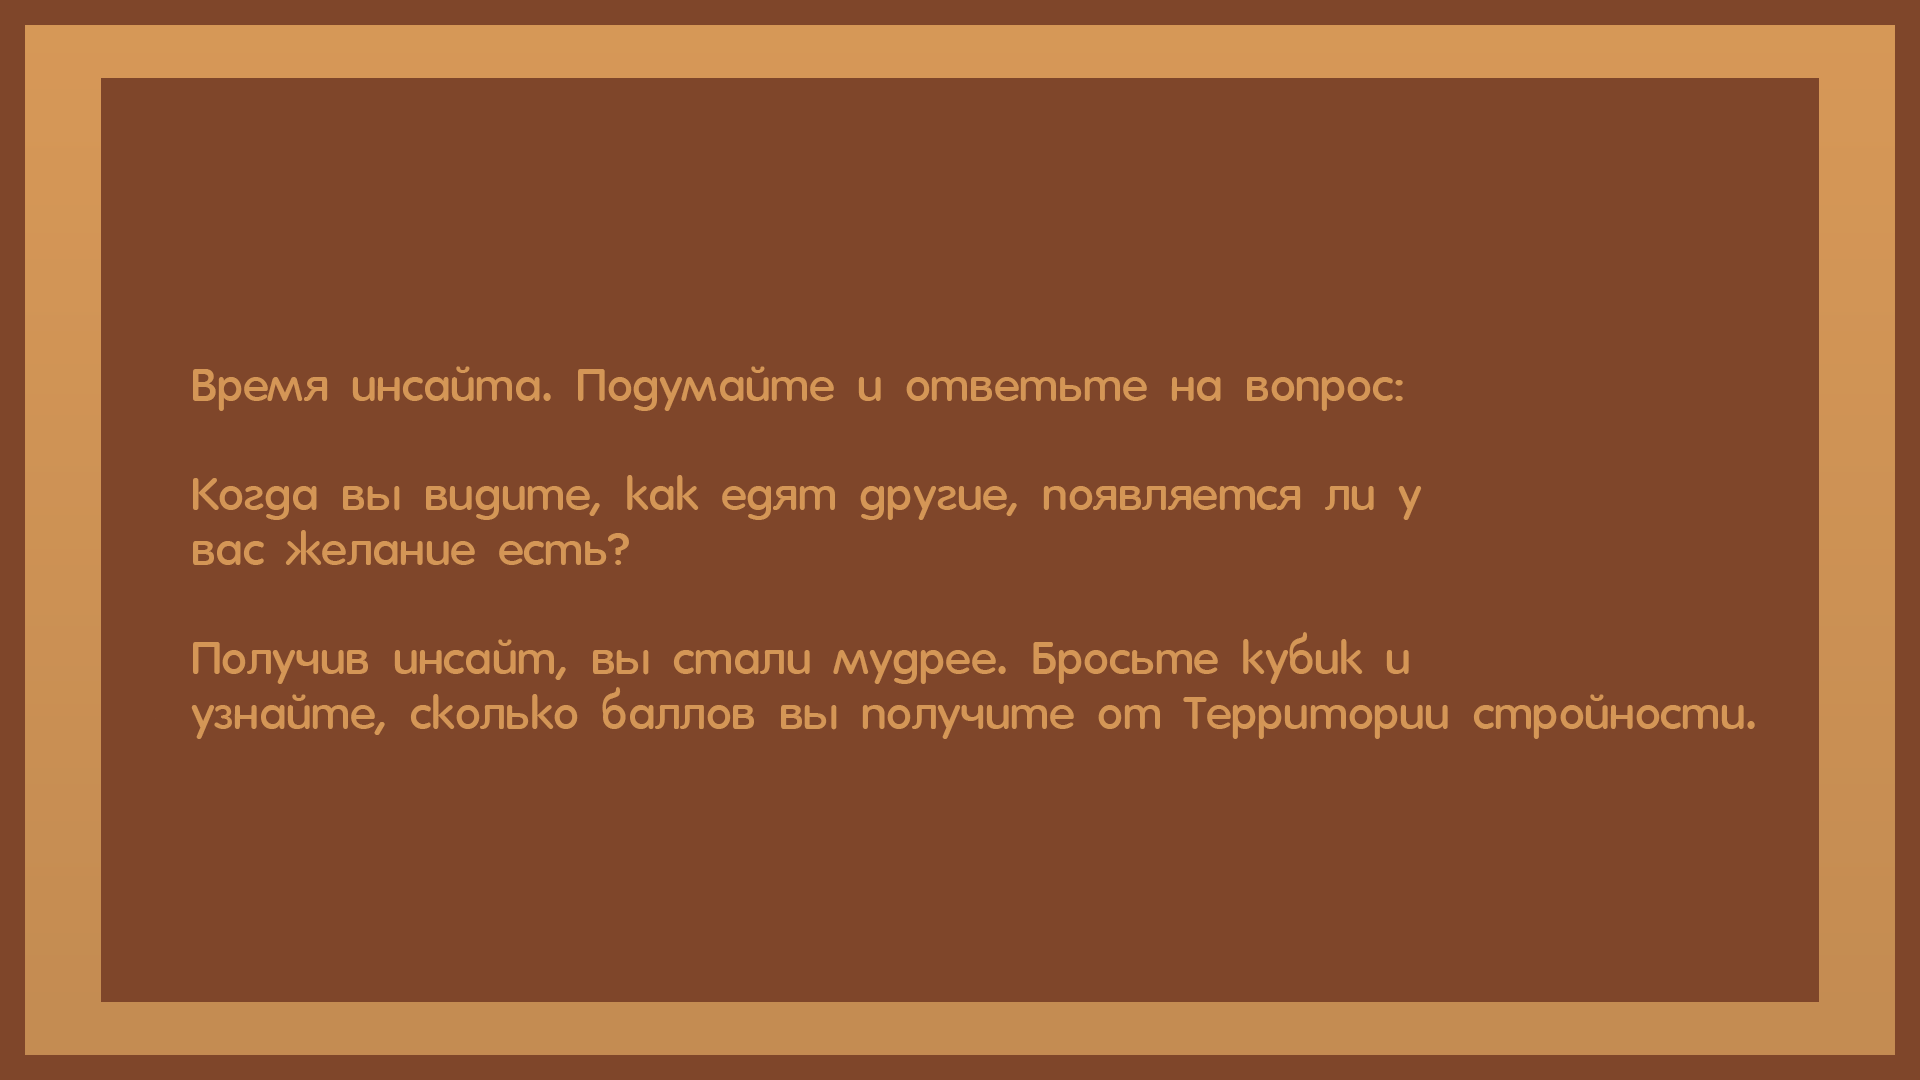 Время инсайта. Подумайте и ответьте на вопрос:
Когда вы видите, как едят другие, появляется ли у
вас желание есть?
Получив инсайт, вы стали мудрее. Бросьте кубик и
узнайте, сколько баллов вы получите от Территории стройности.